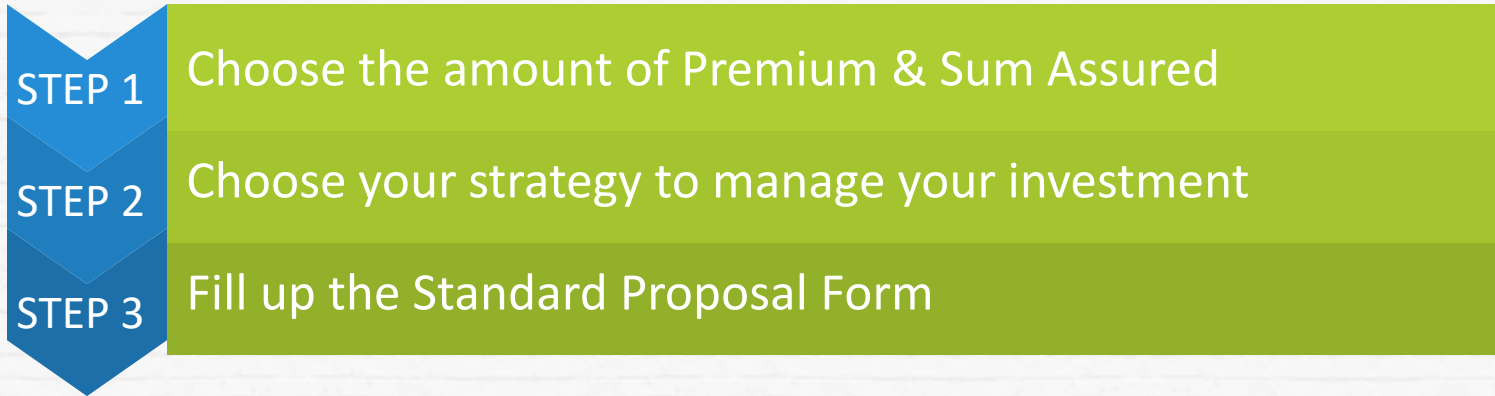 STEP 1
Choose the amount of Premium & Sum Assured
STEP 2
Choose your strategy to manage your investment
STEP 3
Fill up the Standard Proposal Form